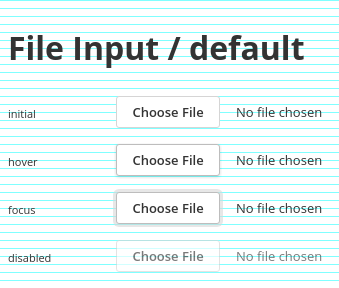 File Input / default
initial Choose File No file chosen
hover Choose File No file chosen
focus Choose File No file chosen
disabled Choose File No file chosen